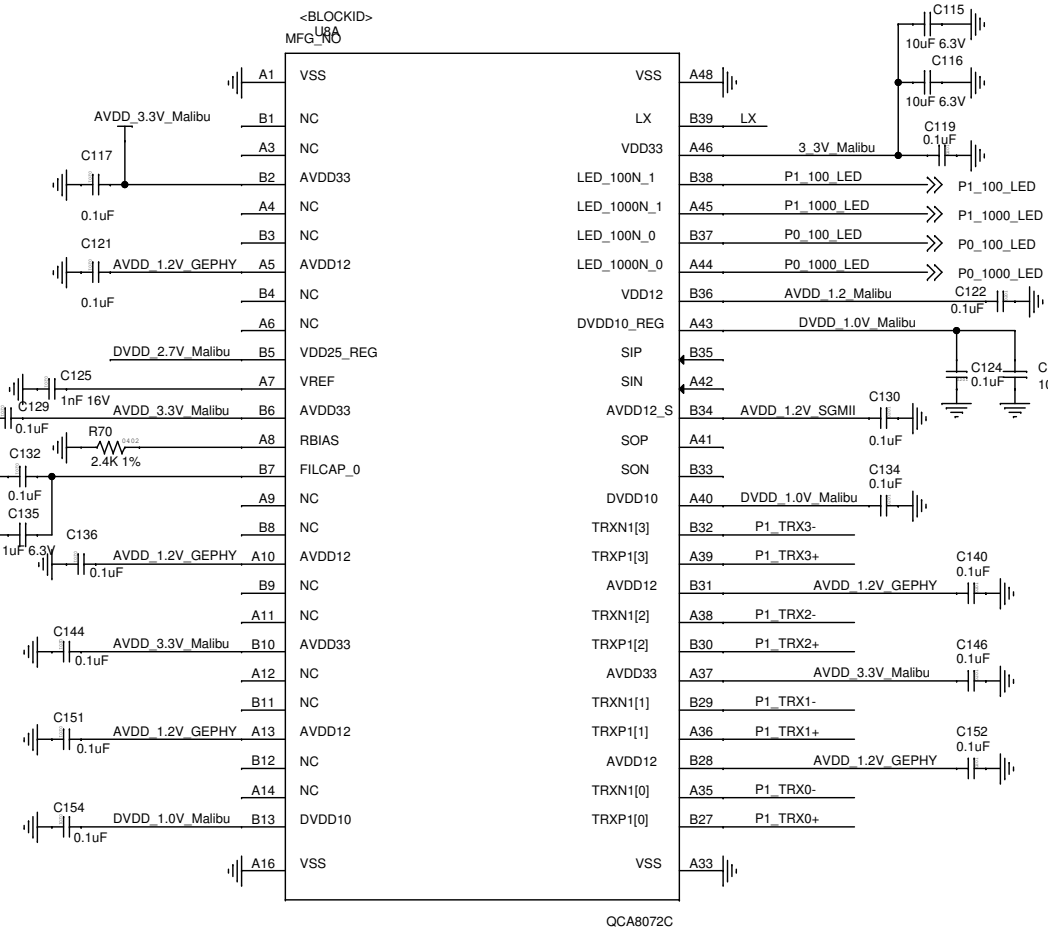 <BLOCKID>
U8A
MFG_NO
C115
10uF 6.3V
C116
10uF 6.3V
A1 VSS VSS A48
AVDD_3.3V_Malibu B1 NC LX B39 LX
C119
0.1uF
A3 NC VDD33 A46 3_3V_Malibu
C117
0.1uF
B2 AVDD33 LED_100N_1 B38 P1_100_LED P1_100_LED
A4 NC LED_1000N_1 A45 P1_1000_LED P1_1000_LED
B3 NC LED_100N_0 B37 P0_100_LED P0_100_LED
C121
0.1uF
AVDD_1.2V_GEPHY A5 AVDD12 LED_1000N_0 A44 P0_1000_LED P0_1000_LED
B4 NC VDD12 B36 AVDD_1.2_Malibu C122
0.1uF
A6 NC DVDD10_REG A43 DVDD_1.0V_Malibu
DVDD_2.7V_Malibu B5 VDD25_REG SIP B35
C124
0.1uF
C125
1nF 16V
A7 VREF SIN A42
C129
0.1uF
AVDD_3.3V_Malibu B6 AVDD33 AVDD12_S B34 AVDD_1.2V_SGMII C130
0.1uF
R70 0402
2.4K 1%
A8 RBIAS SOP A41
C132
0.1uF
B7 FILCAP_0 SON B33
C134
0.1uF
A9 NC DVDD10 A40 DVDD_1.0V_Malibu
C135
1uF 6.3V
B8 NC TRXN1[3] B32 P1_TRX3-
C136
0.1uF
AVDD_1.2V_GEPHY A10 AVDD12 TRXP1[3] A39 P1_TRX3+
B9 NC AVDD12 B31 AVDD_1.2V_GEPHY C140
0.1uF
A11 NC TRXN1[2] A38 P1_TRX2-
C144
0.1uF
AVDD_3.3V_Malibu B10 AVDD33 TRXP1[2] B30 P1_TRX2+
A12 NC AVDD33 A37 AVDD_3.3V_Malibu C146
0.1uF
B11 NC TRXN1[1] B29 P1_TRX1-
C151
0.1uF
AVDD_1.2V_GEPHY A13 AVDD12 TRXP1[1] A36 P1_TRX1+
B12 NC AVDD12 B28 AVDD_1.2V_GEPHY C152
0.1uF
A14 NC TRXN1[0] A35 P1_TRX0-
C154
0.1uF
DVDD_1.0V_Malibu B13 DVDD10 TRXP1[0] B27 P1_TRX0+
A16 VSS VSS A33
QCA8072C